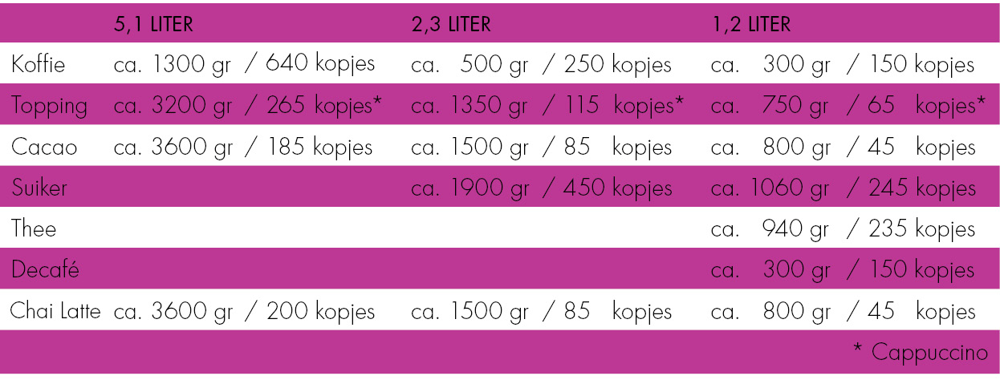 5,1 LITER 2,3 LITER 1,2 LITER
Koffie ca. 1300 gr / 640 kopjes ca. 500 gr / 250 kopjes ca. 300 gr / 150 kopjes
Topping ca. 3200 gr / 265 kopjes* ca. 1350 gr / 115 kopjes* ca. 750 gr / 65 kopjes*
Cacao ca. 3600 gr / 185 kopjes ca. 1500 gr / 85 kopjes ca. 800 gr / 45 kopjes
Suiker ca. 1900 gr / 450 kopjes ca. 1060 gr / 245 kopjes
Thee ca. 940 gr / 235 kopjes
Decafé ca. 300 gr / 150 kopjes
Chai Latte ca. 3600 gr / 200 kopjes ca. 1500 gr / 85 kopjes ca. 800 gr / 45 kopjes
* Cappuccino